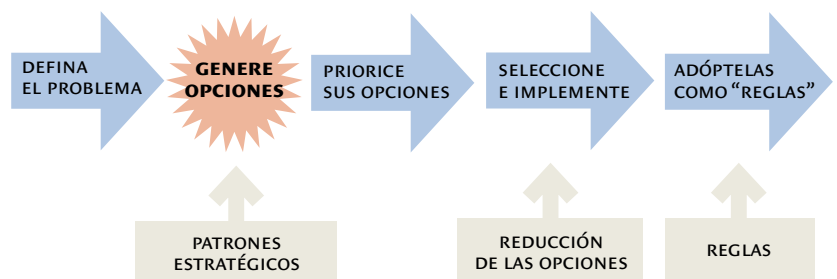 DEFINA
EL PROBLEMA
GENERE
OPCIONES
PRIORICE
SUS OPCIONES
SELECCIONE
E IMPLEMENTE
ADÓPTELAS
COMO “REGLAS”
PATRONES
ESTRATÉGICOS
REDUCCIÓN
DE LAS OPCIONES
REGLAS